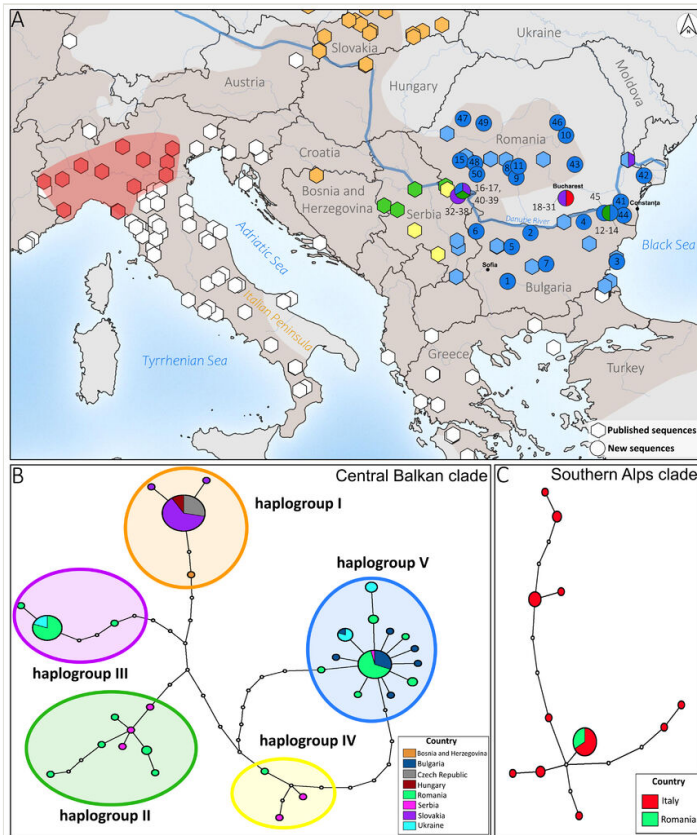 A
N
Ukraine
Slovakia
Austria
Hungary
Moldova
Romania
Croatia
Bosnia and
Herzegovina
Serbia
47
49
46
10
15
48
8
11
50
9
43
42
16-17,
40-39
32-38
Bucharest
18-31
45
41
44
Constanța
12-14
Danube River
6
2
4
5
7
3
1
Sofia
Bulgaria
Black Sea
Adriatic Sea
Italian Peninsula
Tyrrhenian Sea
Greece
Turkey
Published sequences
New sequences
B
Central Balkan clade
haplogroup I
haplogroup V
haplogroup III
haplogroup IV
haplogroup II
Country
Bosnia and Herzegovina
Bulgaria
Czech Republic
Hungary
Romania
Serbia
Slovakia
Ukraine
C
Southern Alps clade
Country
Italy
Romania